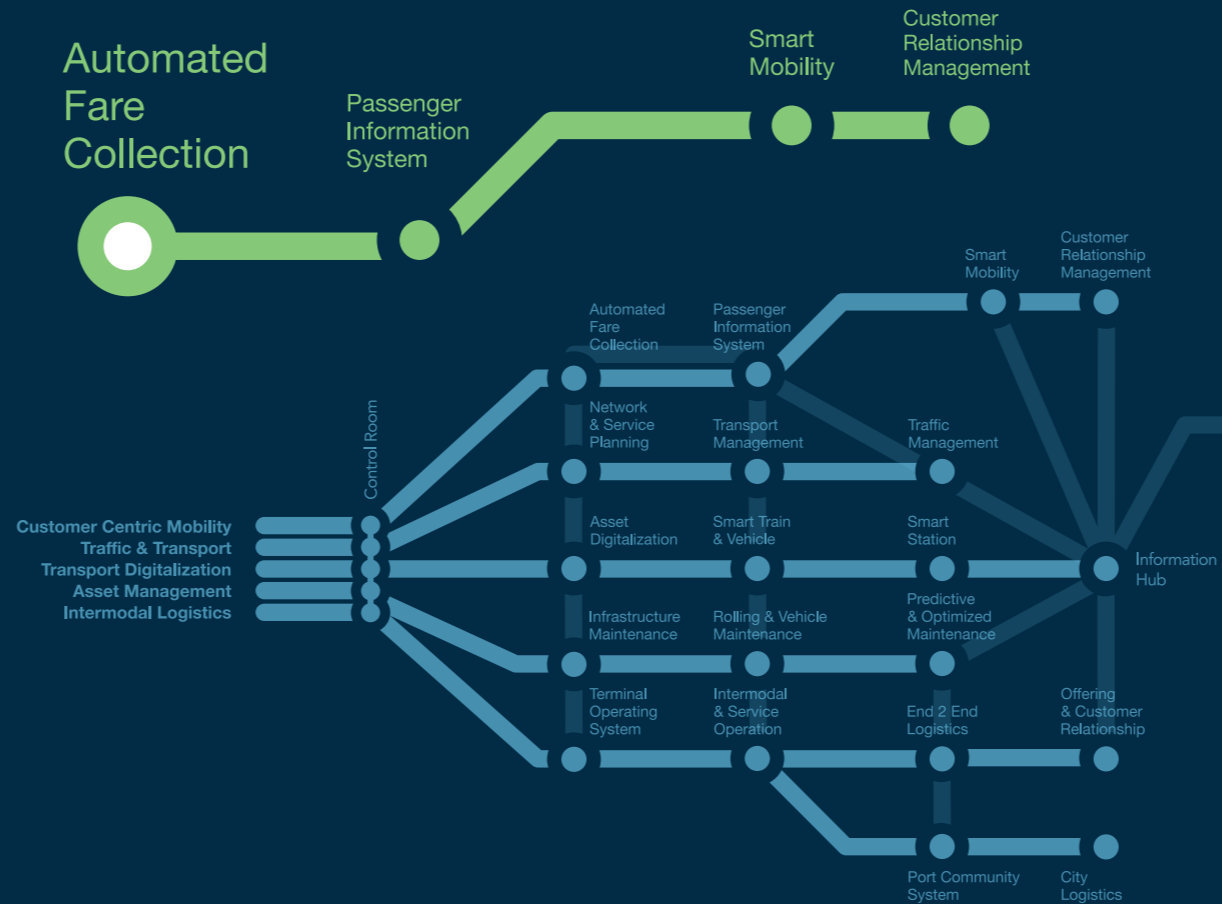 Automated
Fare
Collection
Passenger
Information
System
Smart
Mobility
Customer
Relationship
Management
Smart
Mobility
Customer
Relationship
Management
Automated
Fare
Collection
Passenger
Information
System
Control Room
Network
& Service
Planning
Transport
Management
Traffic
Management
Customer Centric Mobility
Traffic & Transport
Transport Digitalization
Asset Management
Intermodal Logistics
Asset
Digitalization
Smart Train
& Vehicle
Smart
Station
Information
Hub
Infrastructure
Maintenance
Rolling & Vehicle
Maintenance
Predictive
& Optimized
Maintenance
Terminal
Operating
System
Intermodal
& Service
Operation
End 2 End
Logistics
Offering
& Customer
Relationship
Port Community
System
City
Logistics